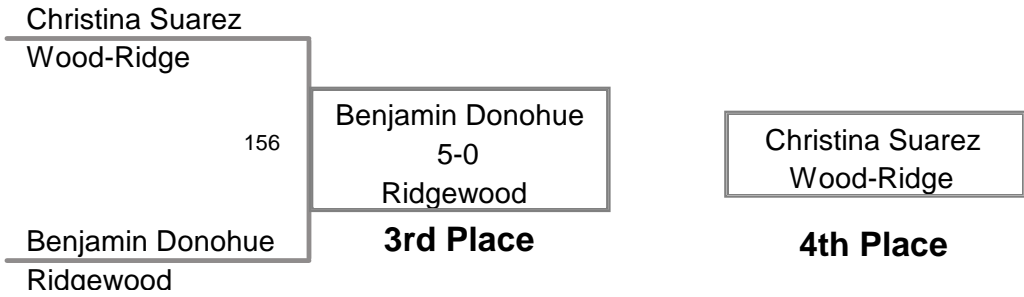 Christina Suarez
Wood-Ridge
156
Benjamin Donohue
Ridgewood
Benjamin Donohue
5-0
Ridgewood
3rd Place
Christina Suarez
Wood-Ridge
4th Place